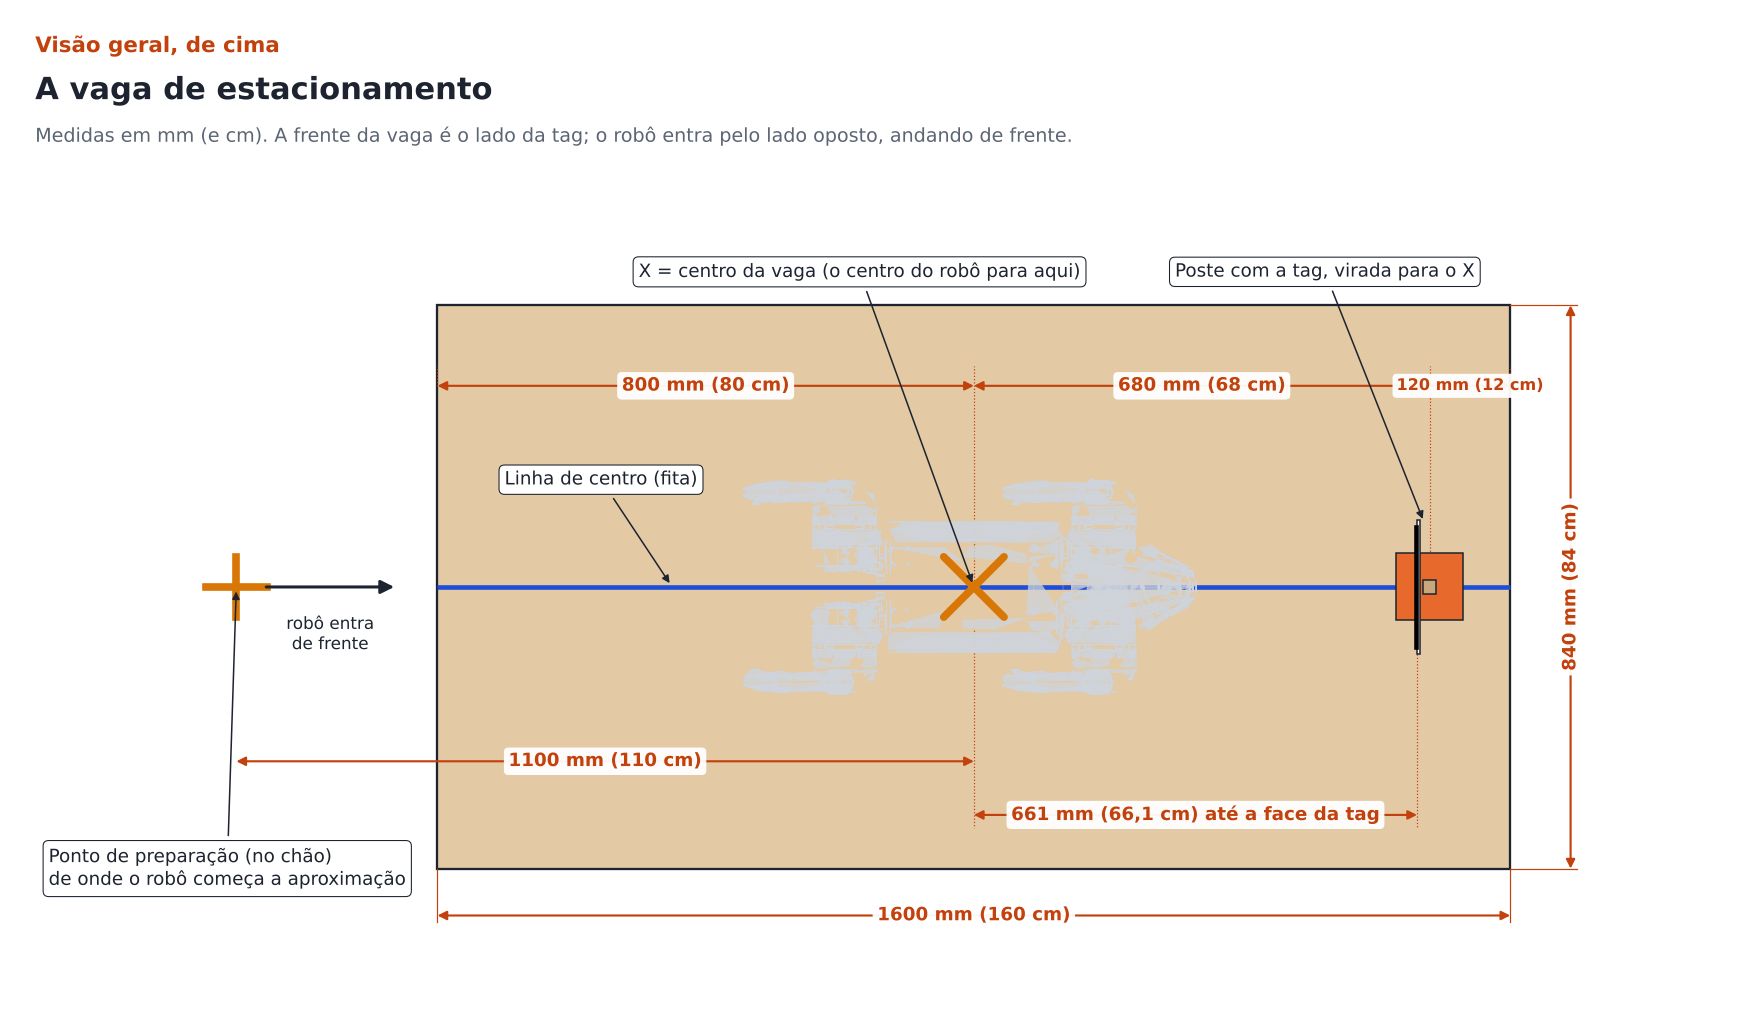 Visão geral, de cima
A vaga de estacionamento
Medidas em mm (e cm). A frente da vaga é o lado da tag; o robô entra pelo lado oposto, andando de frente.
X = centro da vaga (o centro do robô para aqui)
Poste com a tag, virada para o X
800 mm (80 cm)
680 mm (68 cm)
120 mm (12 cm)
Linha de centro (fita)
840 mm (84 cm)
robô entra
de frente
1100 mm (110 cm)
661 mm (66,1 cm) até a face da tag
Ponto de preparação (no chão)
de onde o robô começa a aproximação
1600 mm (160 cm)